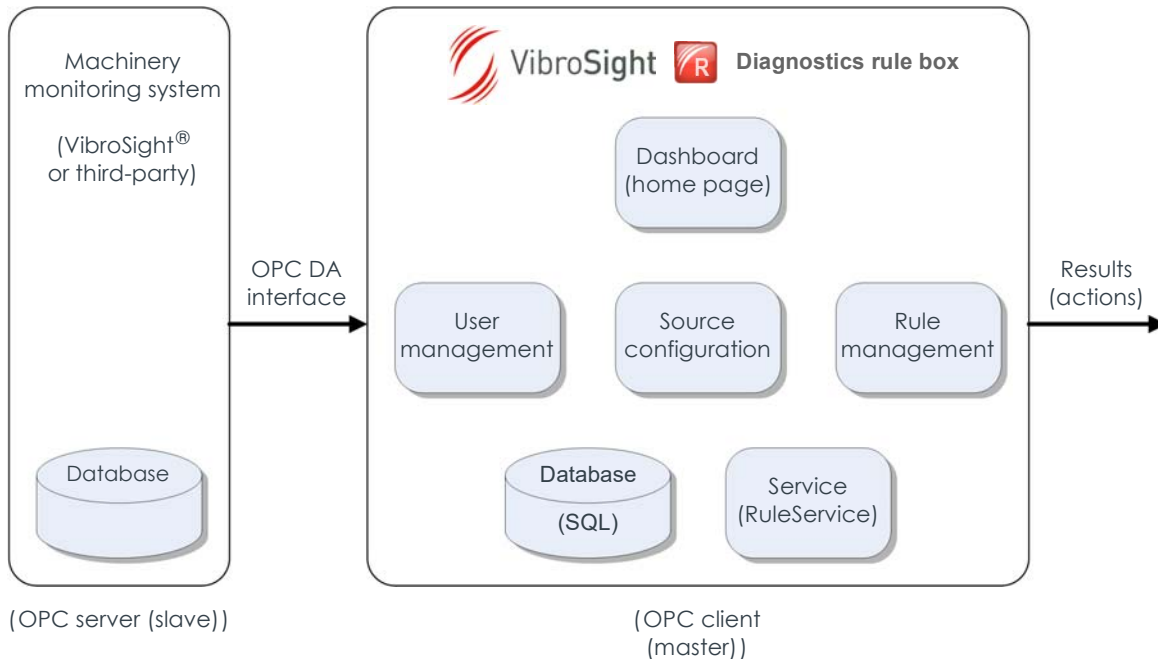 Machinery
monitoring system
(VibroSight®
or third-party)
Database
(OPC server (slave))
OPC DA
interface
VibroSight R Diagnostics rule box
Dashboard
(home page)
User
management
Source
configuration
Rule
management
Database
(SQL)
Service
(RuleService)
(OPC client
(master))
Results
(actions)